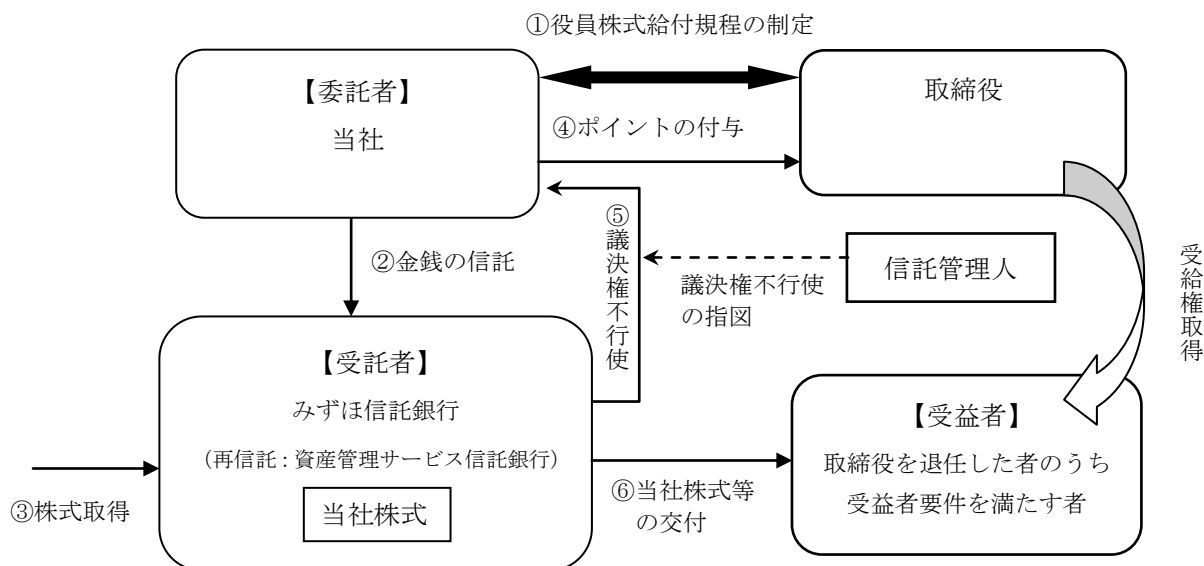 ①役員株式給付規程の制定
【委託者】
当社
取締役
④ポイントの付与
②金銭の信託
⑤議決権不行使
議決権不行使
の指図
信託管理人
受給権取得
【受託者】
みずほ信託銀行
（再信託：資産管理サービス信託銀行）
当社株式
③株式取得
⑥当社株式等
の交付
【受益者】
取締役を退任した者のうち
受益者要件を満たす者